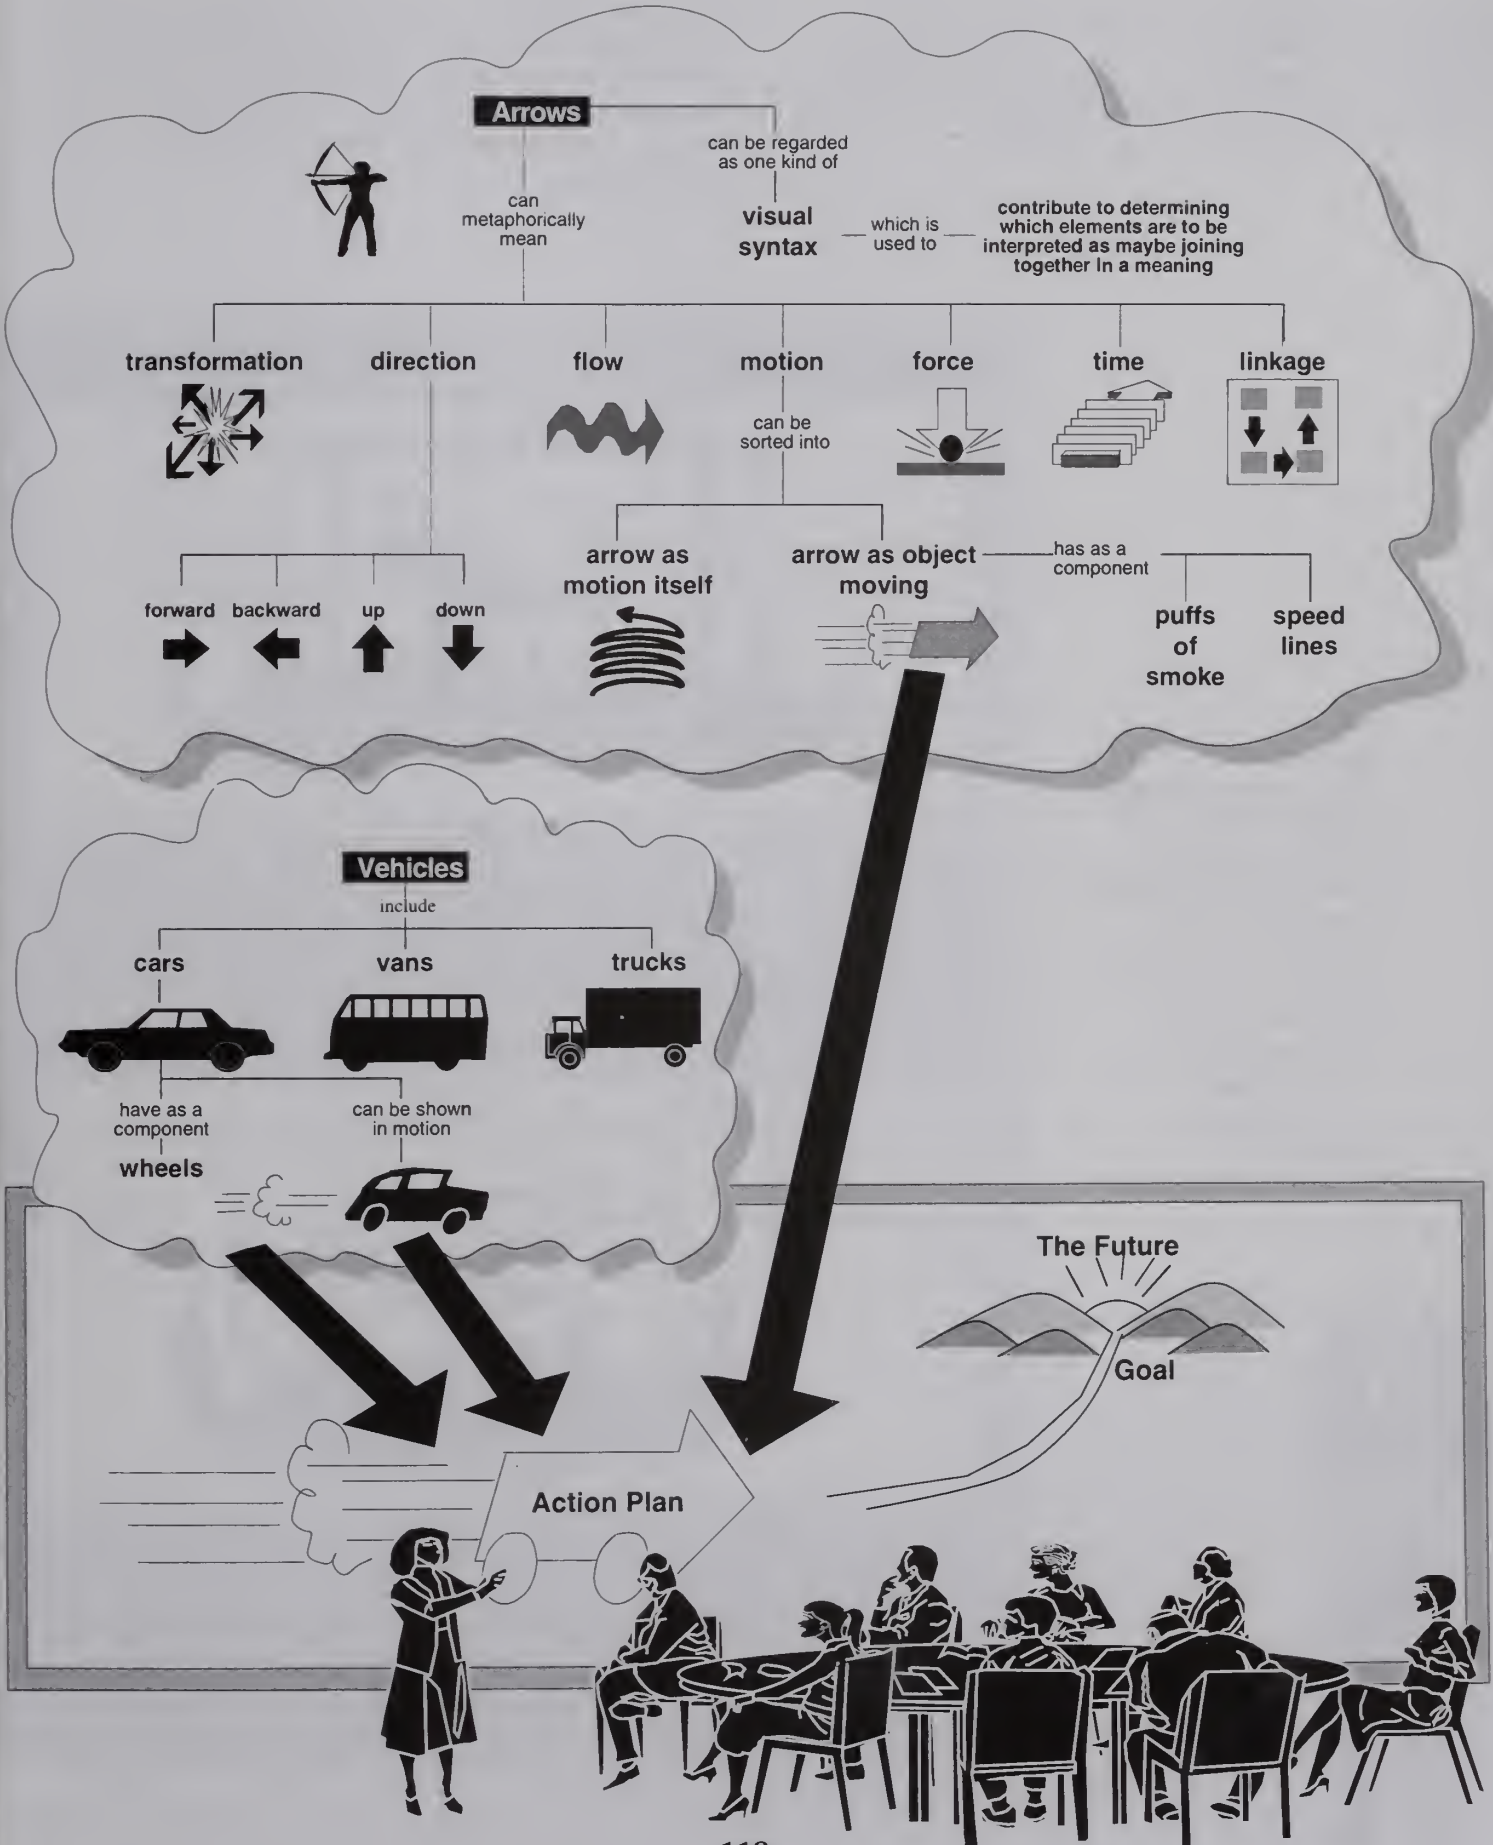 Arrows
can be regarded
as one kind of
can
metaphorically
mean
visual
syntax
which is
used to
contribute to determining
which elements are to be
interpreted as maybe joining
together In a meaning
transformation
direction
flow
motion
force
time
linkage
can be
sorted into
arrow as
motion itself
arrow as object
moving
has as a
component
forward
backward
up
down
puffs
of
smoke
speed
lines
Vehicles
include
cars
vans
trucks
have as a
component
can be shown
in motion
wheels
The Future
Goal
Action Plan